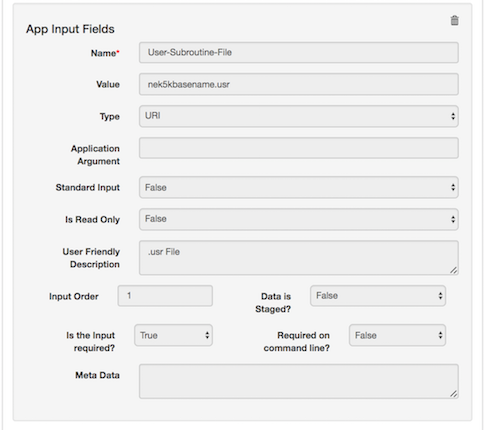 App Input Fields
Name* User-Subroutine-File
Value nek5kbasename.usr
Type URI
Application
Argument
Standard Input False
Is Read Only False
User Friendly .usr File
Description
Input Order 1 Data is False
Staged?
Is the Input True Required on False
required? command line?
Meta Data